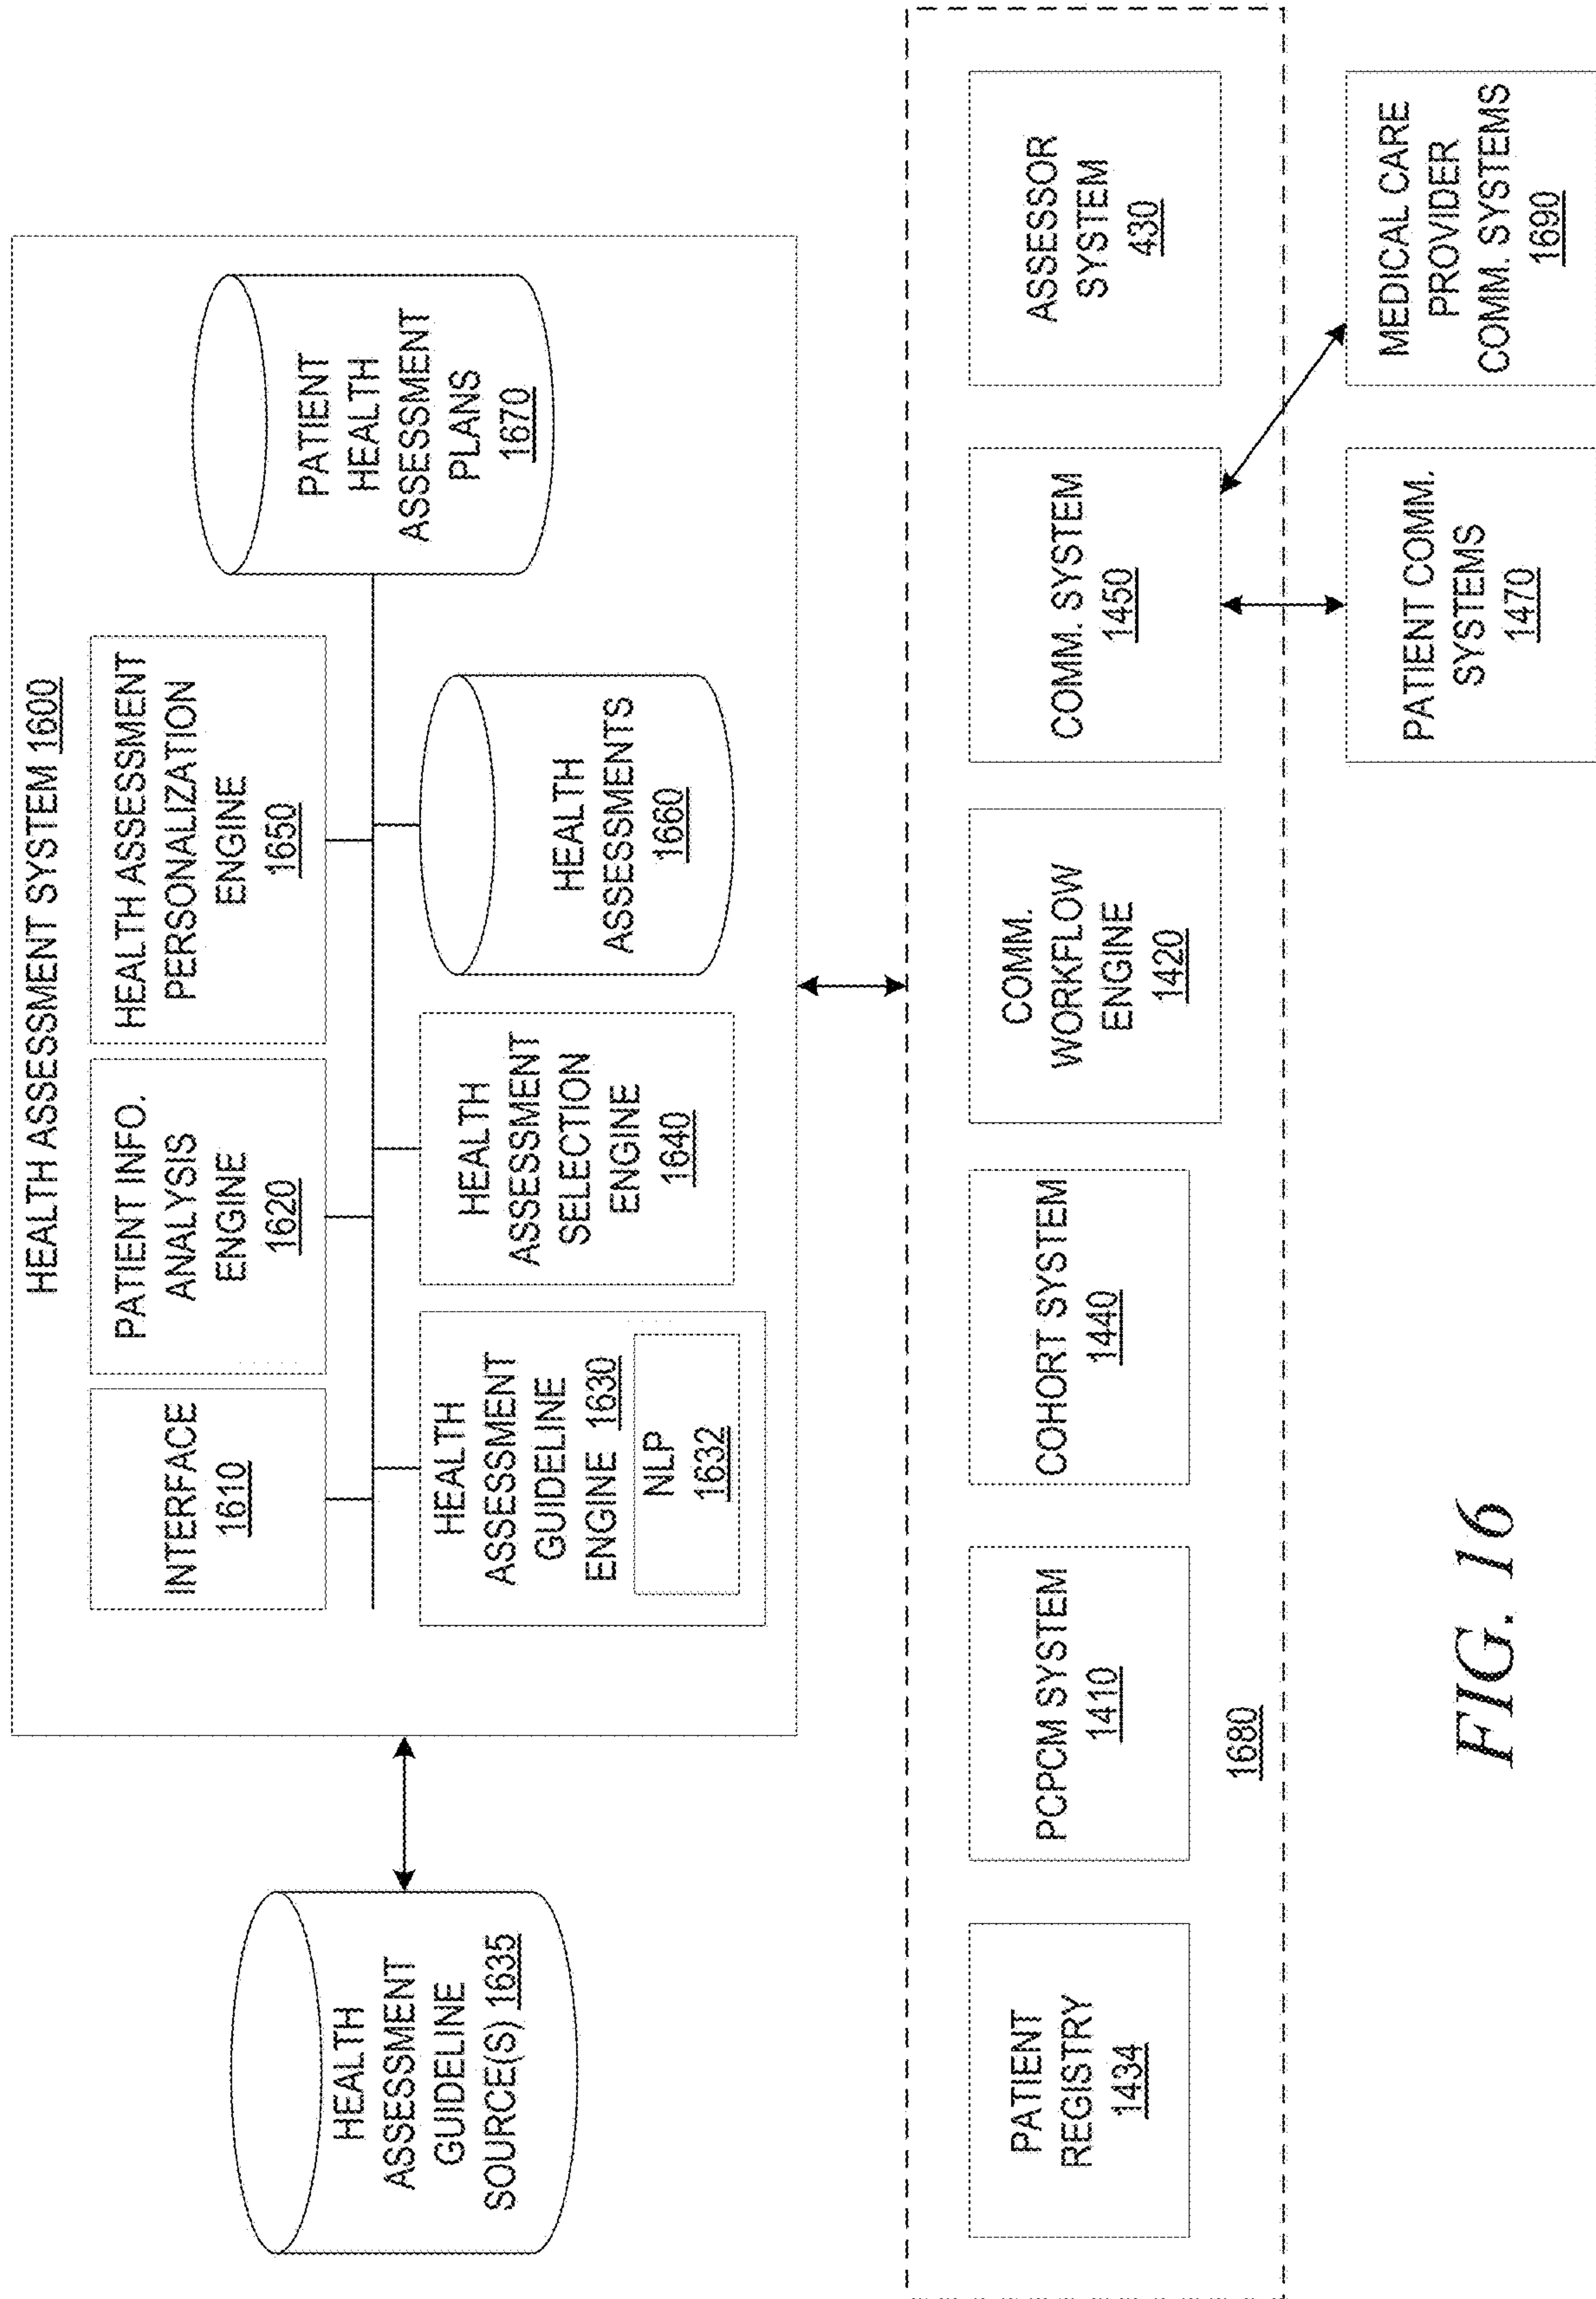 HEALTH ASSESSMENT SYSTEM 1600
INTERFACE
1610
PATIENT INFO.
ANALYSIS
ENGINE
1620
HEALTH ASSESSMENT
PERSONALIZATION
ENGINE
1650
HEALTH
ASSESSMENT
GUIDELINE
ENGINE 1630
NLP
1632
HEALTH
ASSESSMENT
SELECTION
ENGINE
1640
HEALTH
ASSESSMENTS
1660
PATIENT
HEALTH
ASSESSMENT
PLANS
1670
HEALTH
ASSESSMENT
GUIDELINE
SOURCE(S) 1635
PATIENT
REGISTRY
1434
PCPCM SYSTEM
1410
COHORT SYSTEM
1440
COMM.
WORKFLOW
ENGINE
1420
COMM. SYSTEM
1450
ASSESSOR
SYSTEM
430
1680
PATIENT COMM.
SYSTEMS
1470
MEDICAL CARE
PROVIDER
COMM. SYSTEMS
1690
FIG. 16